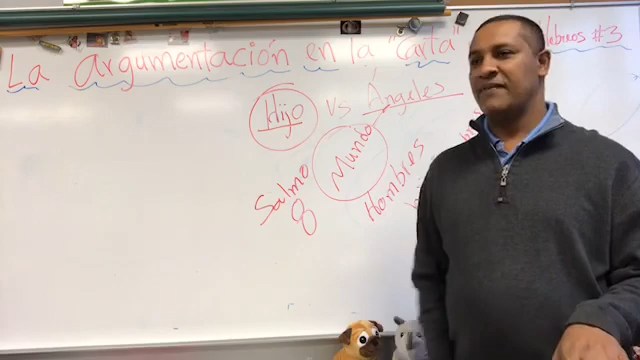 La argumentación en la "Carta" Hebreos #3
Hijo vs Ángeles
Mundo
Salmo 8
Hombres